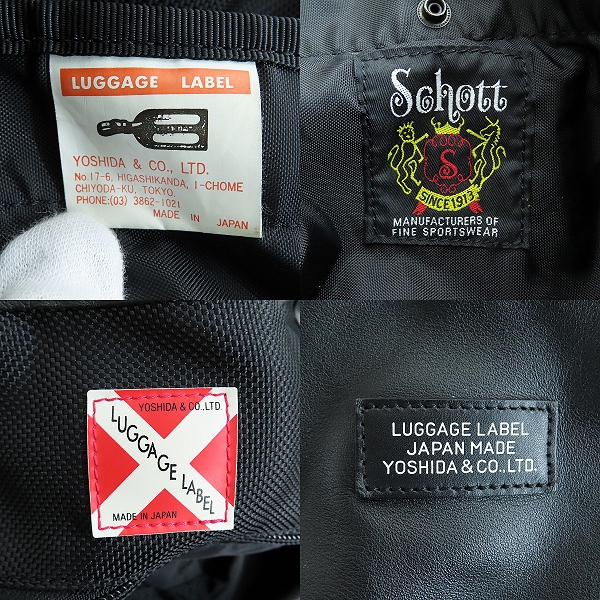 LUGGAGE LABEL
YOSHIDA & CO., LTD.
No. 17-6, HIGASHIKANDA, 1-CHOME
CHIYODA-KU, TOKYO.
PHONE:(03) 3862-1021
MADE IN JAPAN
Schott
S
SINCE 1913
MANUFACTURERS OF
FINE SPORTSWEAR
YOSHIDA & CO.,LTD.
LUGGAGE LABEL
MADE IN JAPAN
LUGGAGE LABEL
JAPAN MADE
YOSHIDA & CO., LTD.